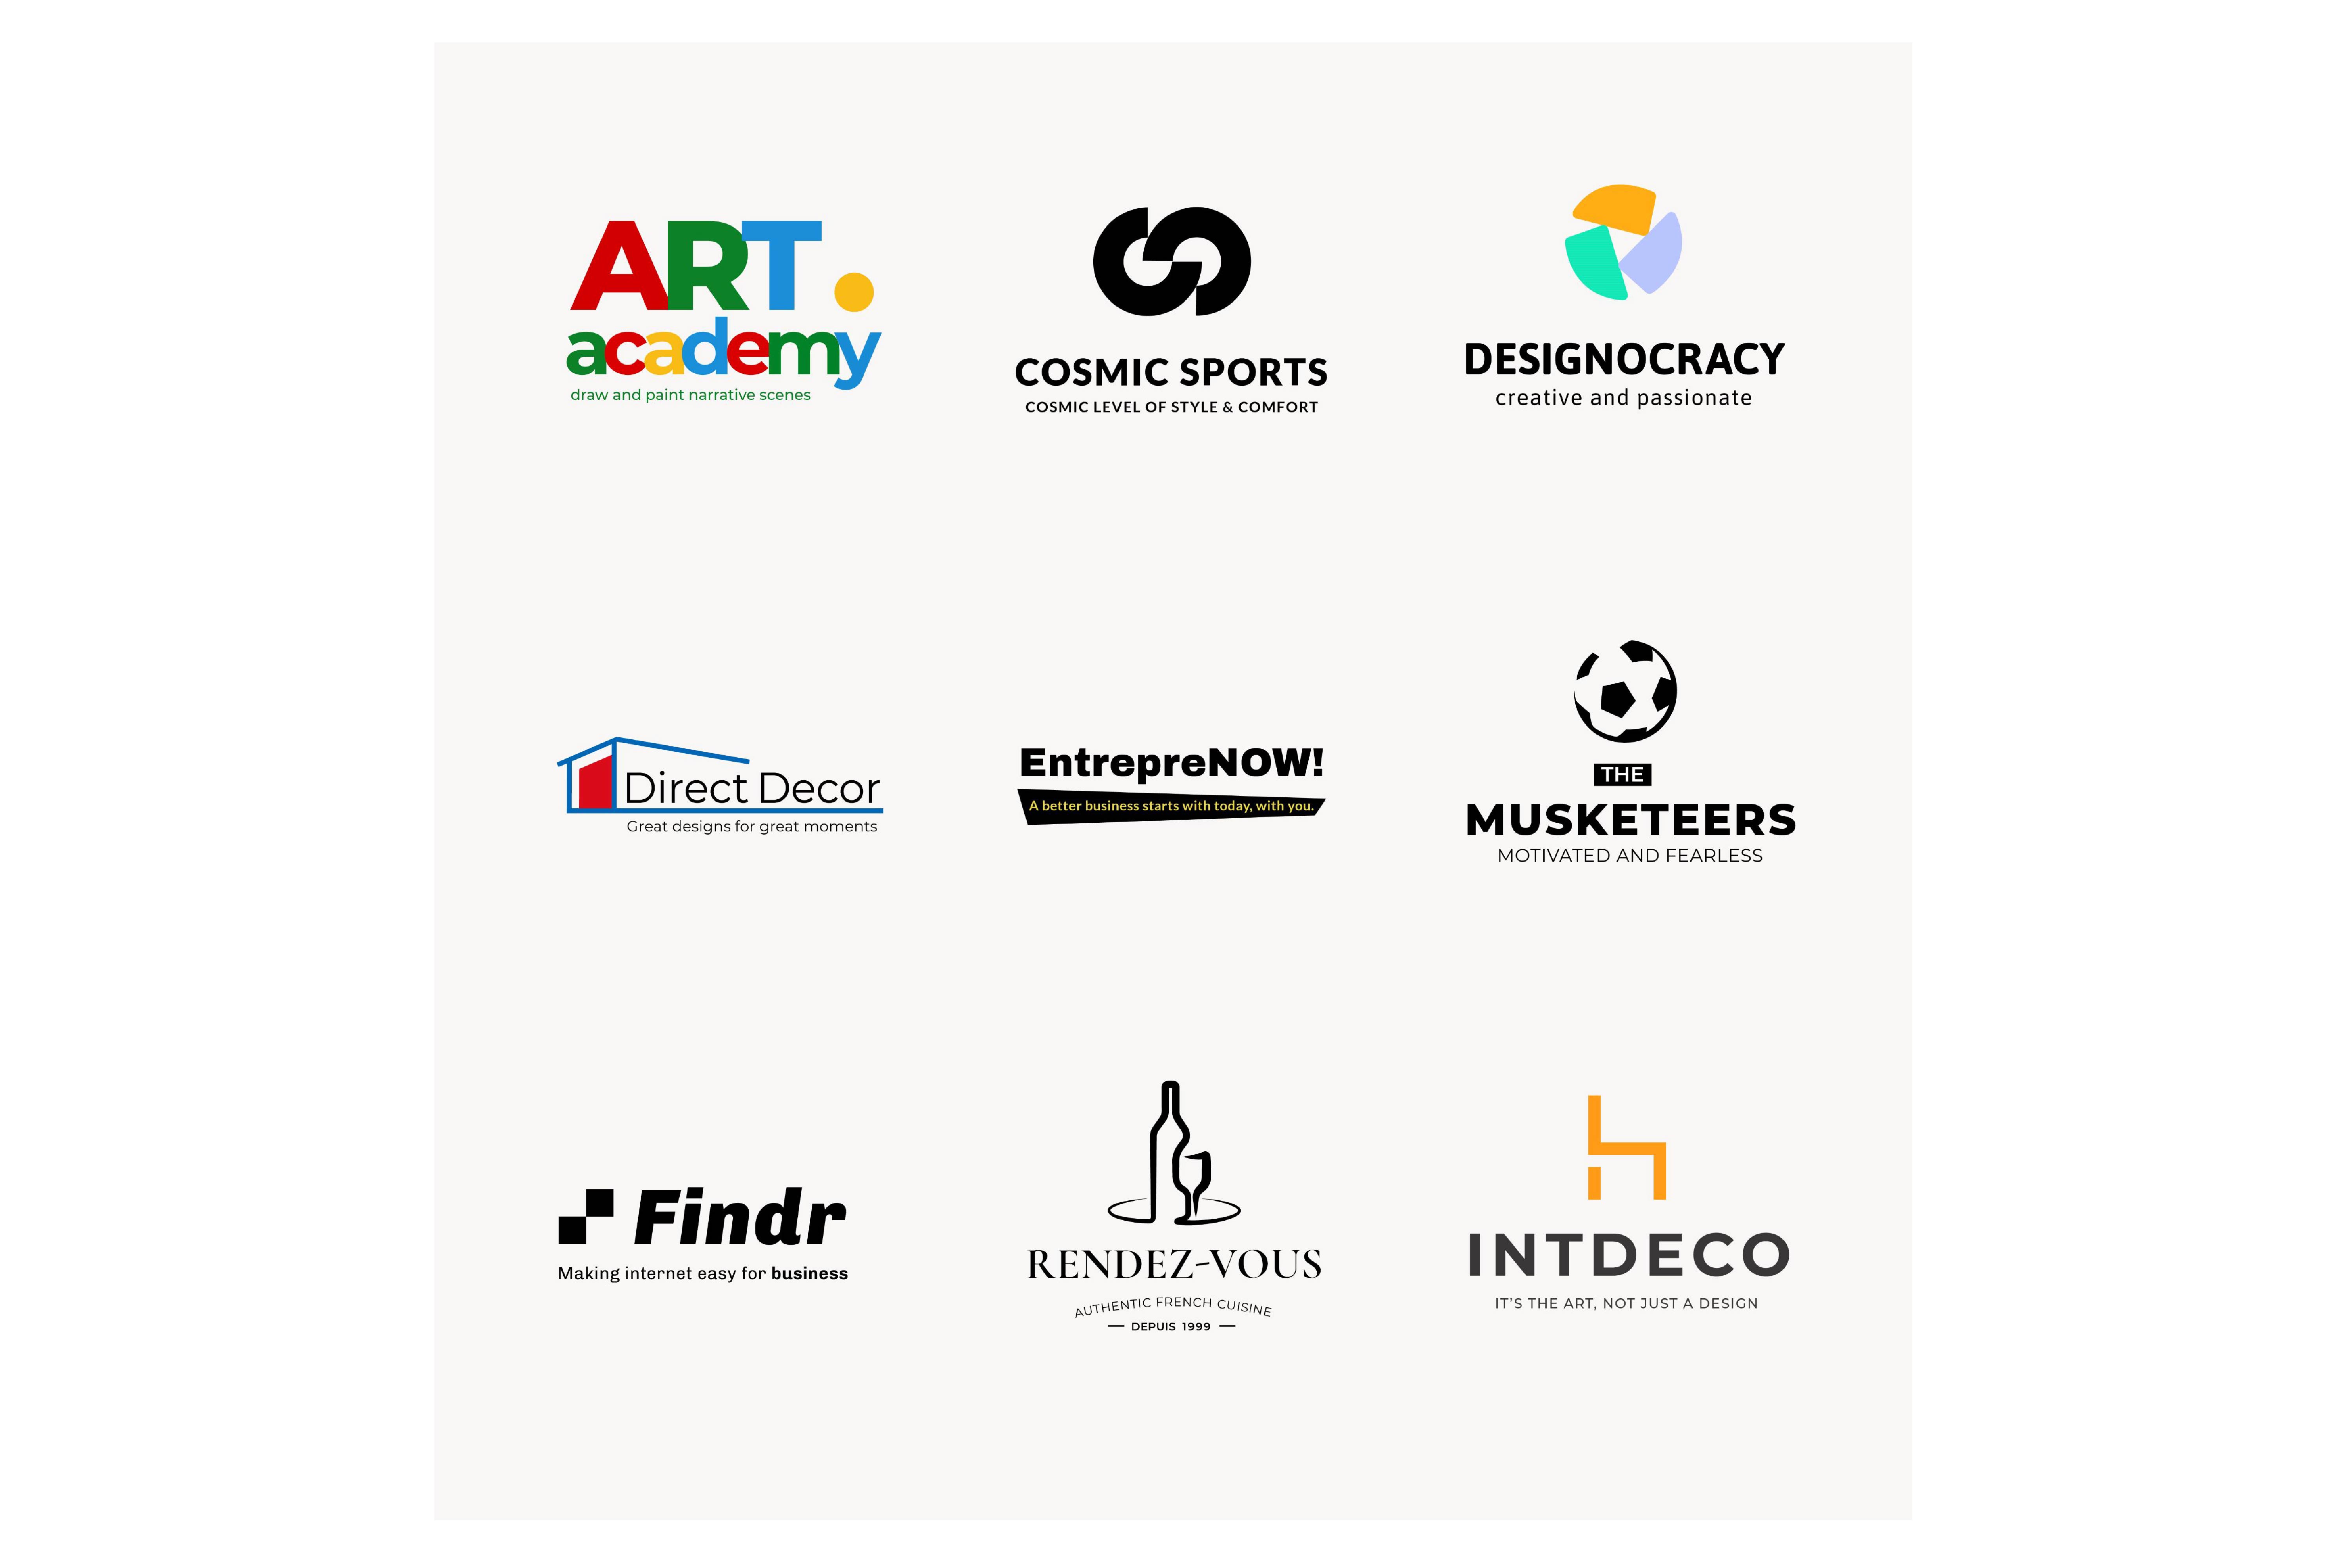 ART.
academy
draw and paint narrative scenes
COSMIC SPORTS
COSMIC LEVEL OF STYLE & COMFORT
DESIGNOCRACY
creative and passionate
Direct Decor
Great designs for great moments
EntrepreNOW!
A better business starts with today, with you.
THE
MUSKETEERS
MOTIVATED AND FEARLESS
Findr
Making internet easy for business
RENDEZ-VOUS
AUTHENTIC FRENCH CUISINE
— DEPUIS 1999 —
INTDECO
IT'S THE ART, NOT JUST A DESIGN